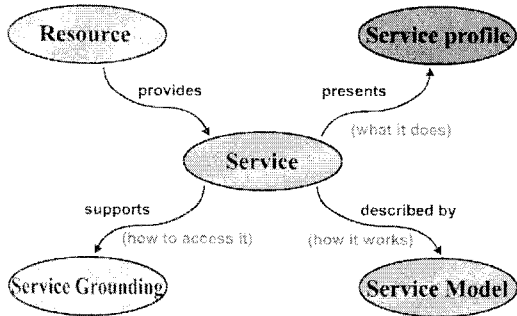 Resource
Service profile
provides
presents
(what it does)
Service
supports
described by
(how to access it)
(how it works)
Service Grounding
Service Model